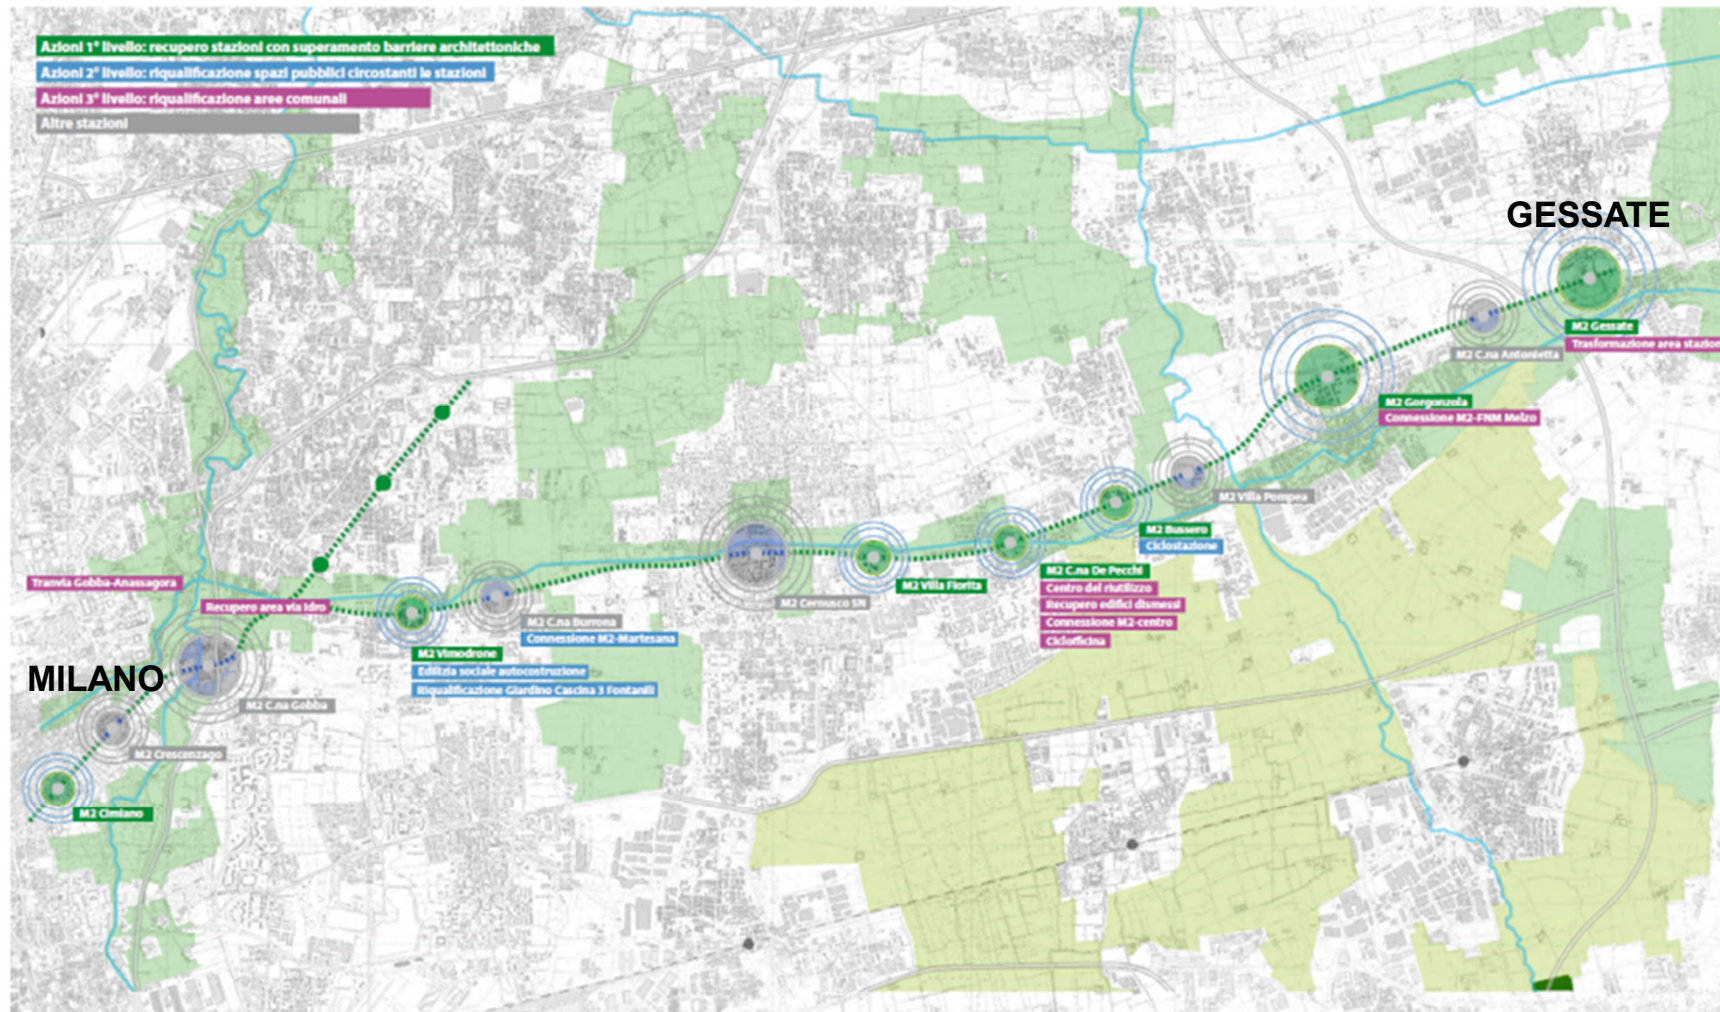 Azioni 1° livello: recupero stazioni con superamento barriere architettoniche
Azioni 2° livello: riqualificazione spazi pubblici circostanti le stazioni
Azioni 3° livello: riqualificazione aree comunali
Altre stazioni
GESSATE
M2 Gessate
Trasformazione area stazion
M2 C.na Antonietta
M2 Gorgonzola
Connessione M2-FNM Melzo
M2 Villa Pompea
M2 Bussero
Ciclostazione
M2 C.na De Pecchi
Centro del riutilizzo
Recupero edifici dismessi
Connessione M2-centro
Ciclofficina
M2 Villa Fiorita
M2 Cernusco SN
M2 C.na Burrona
Connessione M2-Martesana
M2 Vimodrone
Edilizia sociale autocostruzione
Riqualificazione Giardino Cascina 3 Fontanili
Tranvia Gobba-Anassagora
Recupero area via Idro
MILANO
M2 C.na Gobba
M2 Crescenzago
M2 Cimiano